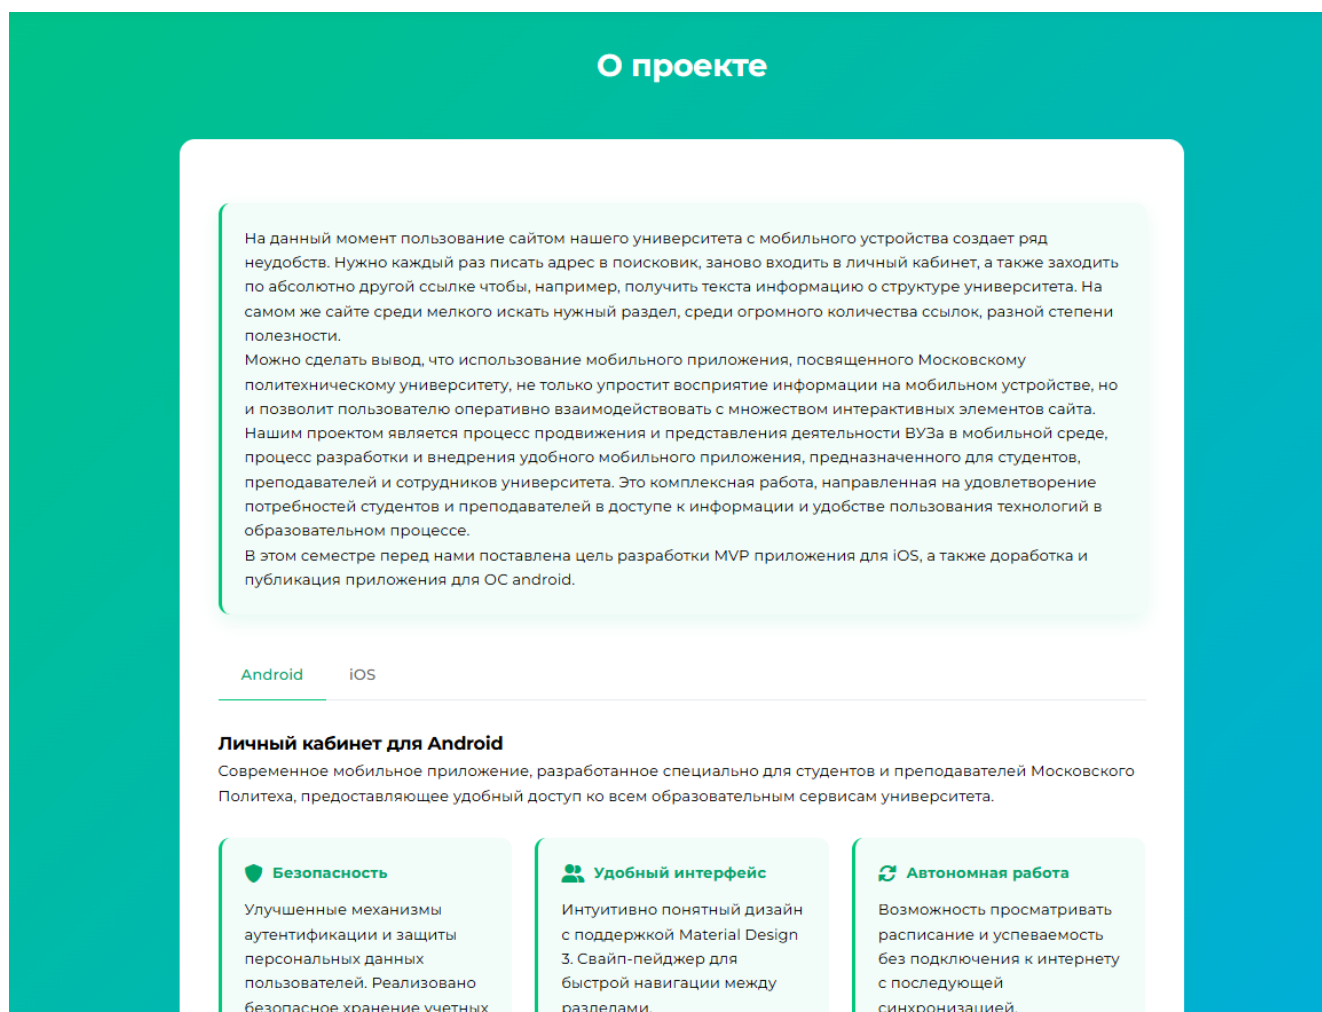 О проекте
На данный момент пользование сайтом нашего университета с мобильного устройства создает ряд
неудобств. Нужно каждый раз писать адрес в поисковик, заново входить в личный кабинет, а также заходить
по абсолютно другой ссылке чтобы, например, получить текста информацию о структуре университета. На
самом же сайте среди мелкого искать нужный раздел, среди огромного количества ссылок, разной степени
полезности.
Можно сделать вывод, что использование мобильного приложения, посвященного Московскому
политехническому университету, не только упростит восприятие информации на мобильном устройстве, но
и позволит пользователю оперативно взаимодействовать с множеством интерактивных элементов сайта.
Нашим проектом является процесс продвижения и представления деятельности ВУЗа в мобильной среде,
процесс разработки и внедрения удобного мобильного приложения, предназначенного для студентов,
преподавателей и сотрудников университета. Это комплексная работа, направленная на удовлетворение
потребностей студентов и преподавателей в доступе к информации и удобстве пользования технологий в
образовательном процессе.
В этом семестре перед нами поставлена цель разработки MVP приложения для iOS, а также доработка и
публикация приложения для ОС android.
Android iOS
Личный кабинет для Android
Современное мобильное приложение, разработанное специально для студентов и преподавателей Московского
Политеха, предоставляющее удобный доступ ко всем образовательным сервисам университета.
Безопасность
Улучшенные механизмы
аутентификации и защиты
персональных данных
пользователей. Реализовано
безопасное хранение учетных
Удобный интерфейс
Интуитивно понятный дизайн
с поддержкой Material Design
3. Свайп-пейджер для
быстрой навигации между
разделами.
Автономная работа
Возможность просматривать
расписание и успеваемость
без подключения к интернету
с последующей
синхронизацией.